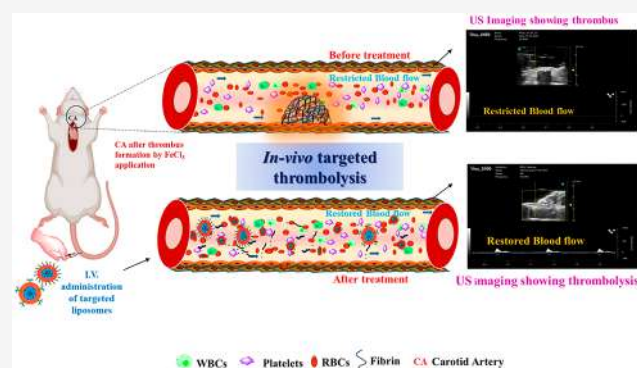 US Imaging showing thrombus
Before treatment
Restricted Blood flow
Restricted Blood flow
CA after thrombus
formation by FeCl3
application
In-vivo targeted
thrombolysis
Restored Blood flow
Restored Blood flow
I.V.
administration
of targeted
liposomes
After treatment
US imaging showing thrombolysis
WBCs Platelets RBCs Fibrin CA Carotid Artery